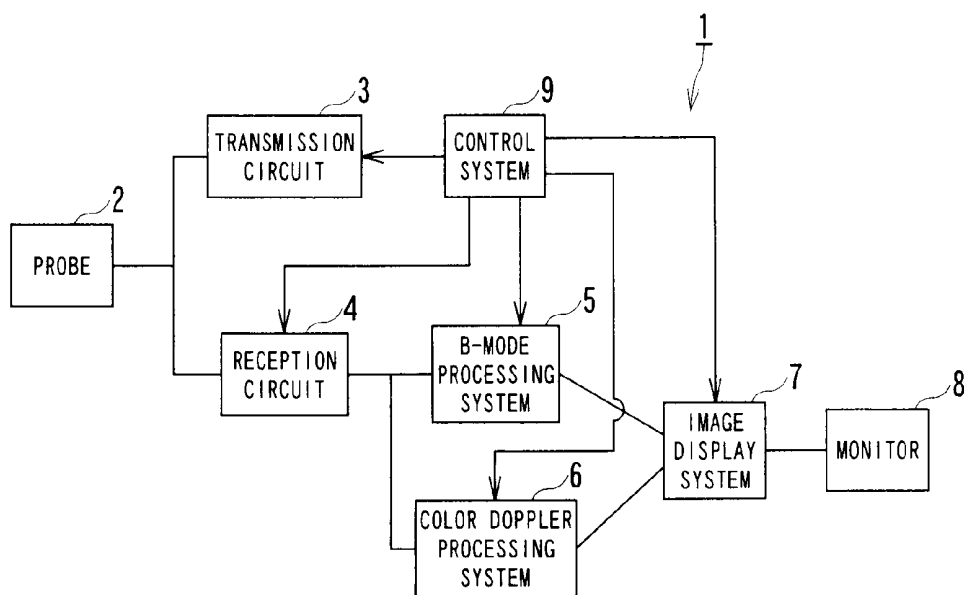 1
3
9
TRANSMISSION
CIRCUIT
CONTROL
SYSTEM
2
PROBE
4
RECEPTION
CIRCUIT
5
B-MODE
PROCESSING
SYSTEM
7
IMAGE
DISPLAY
SYSTEM
8
MONITOR
6
COLOR DOPPLER
PROCESSING
SYSTEM